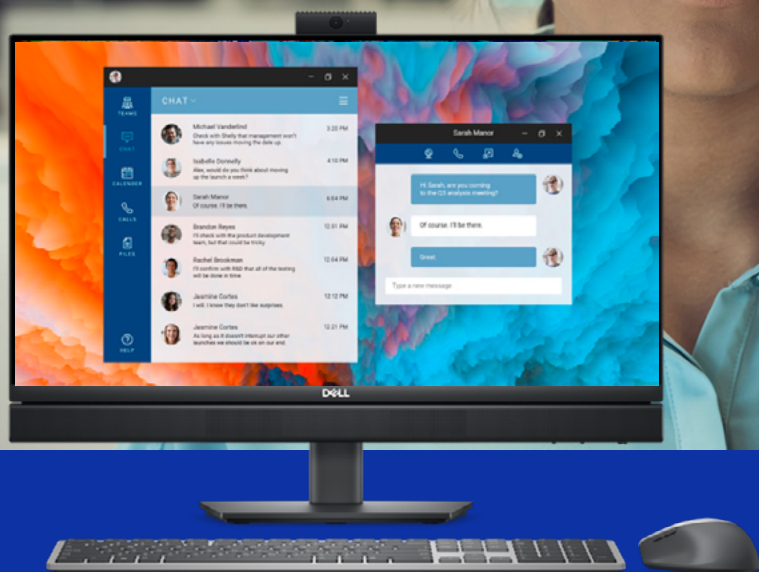 CHAT
TEAMS
CHAT
CALENDER
CALLS
FILES
HELP
Michael Vanderlind
3:20 PM
Check with Shelly that management won't
have any issues moving the date up.
Isabelle Donnelly
4:10 PM
Alan, would do you think about moving
up the launch a week?
Sarah Manor
6:04 PM
Of course. I'll be there.
Brandon Reyes
12:01 PM
I'll check with the product development
team, but that could be tricky.
Rachel Brookman
12:04 PM
I'll confirm with R&D that all of the testing
will be done in time.
Jasmine Cortes
12:12 PM
I will. I know they don't like surprises.
Jasmine Cortes
12:21 PM
As long as it doesn't interrupt our other
launches we should be ok on our end.
Sarah Manor
Hi Sarah, are you coming
to the Q3 analysis meeting?
Of course. I'll be there.
Great.
Type a new message
DELL